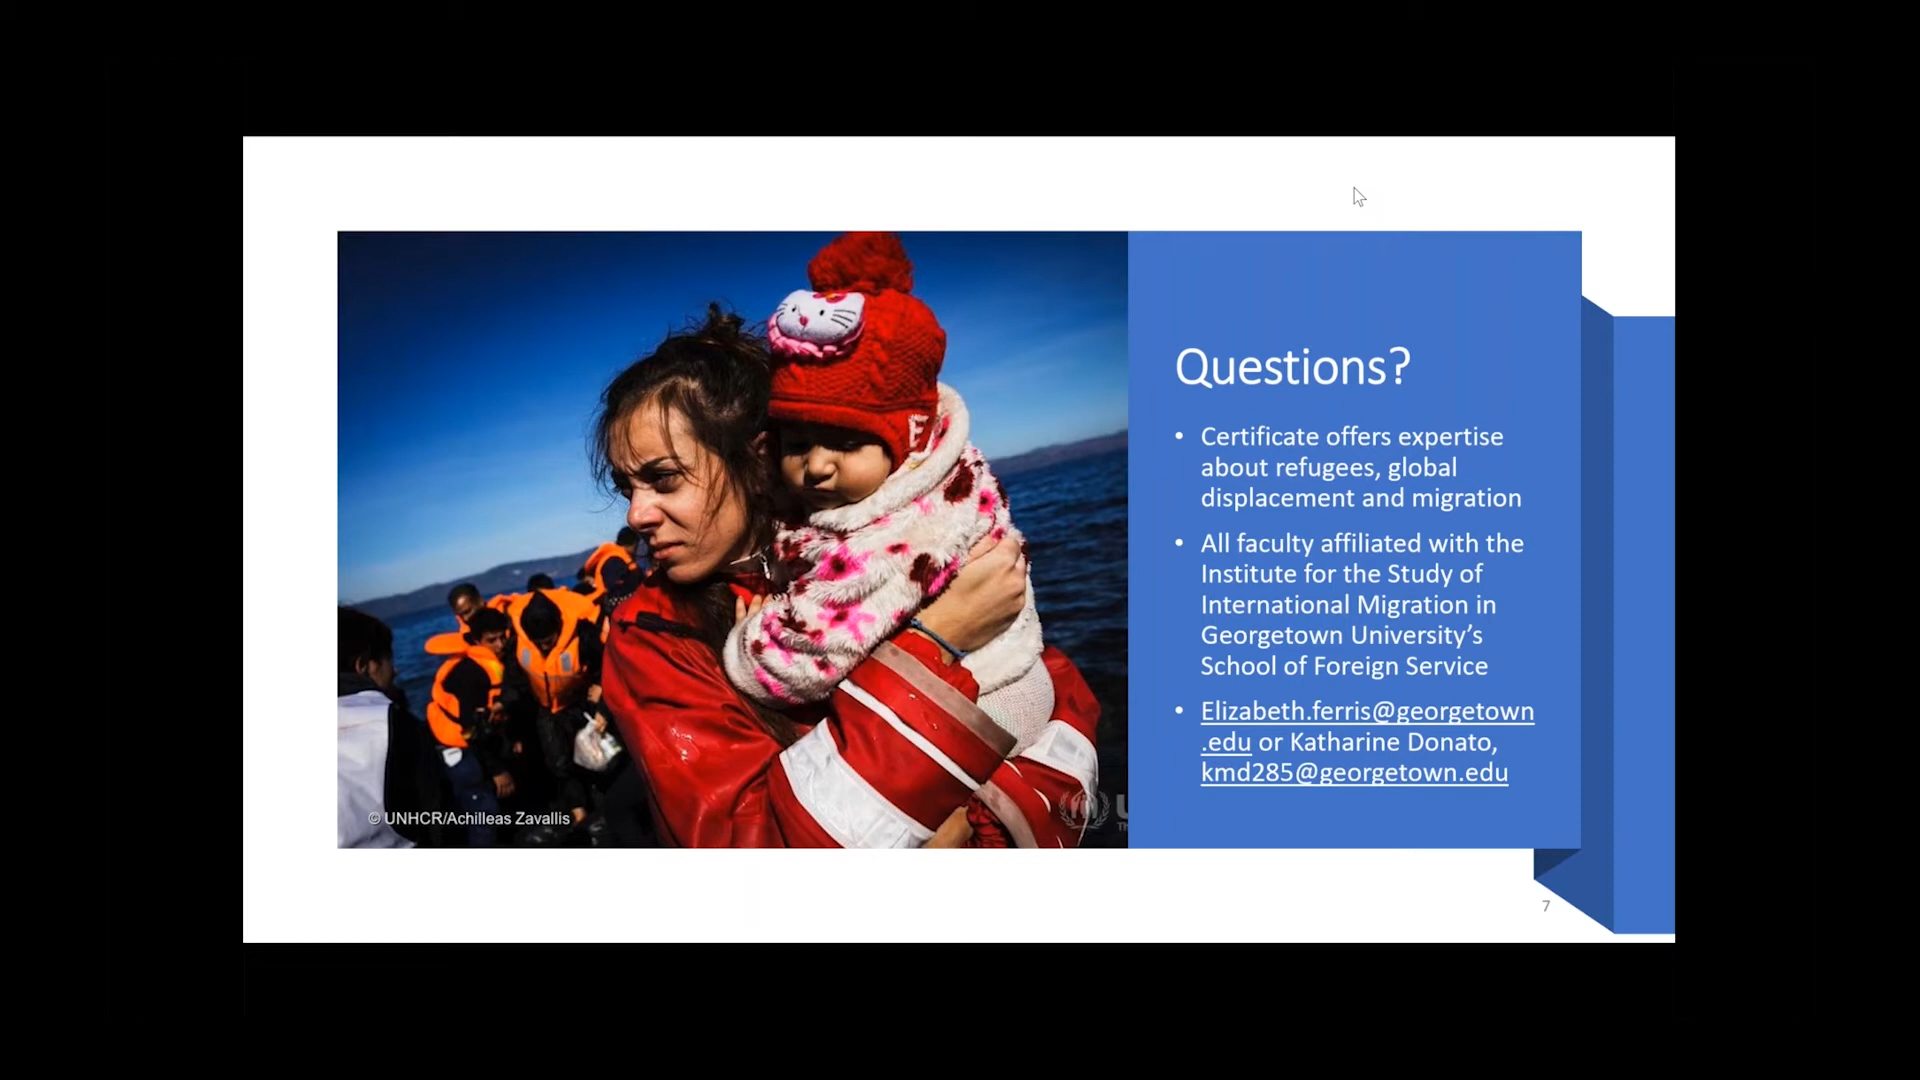 Questions?
• Certificate offers expertise
about refugees, global
displacement and migration
• All faculty affiliated with the
Institute for the Study of
International Migration in
Georgetown University’s
School of Foreign Service
• Elizabeth.ferris@georgetown
.edu or Katharine Donato,
kmd285@georgetown.edu
© UNHCR/Achilleas Zavallis
7